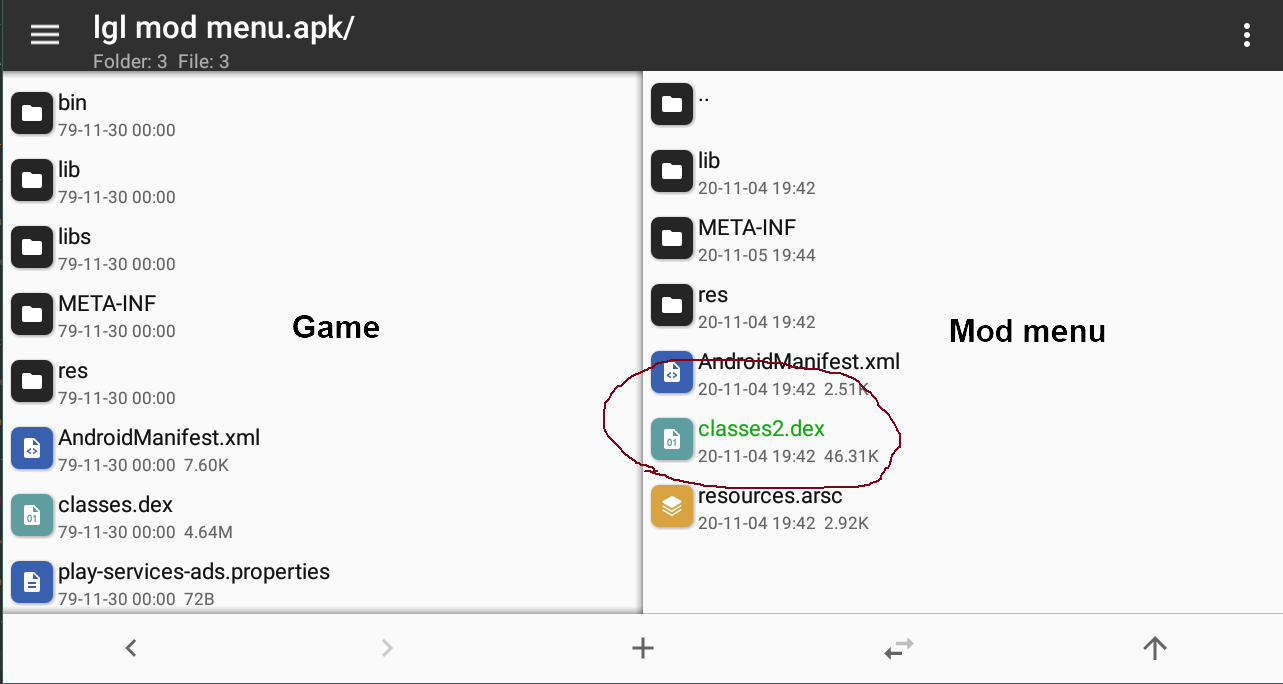 lgl mod menu.apk/
Folder: 3  File: 3
bin
79-11-30 00:00
lib
79-11-30 00:00
libs
79-11-30 00:00
META-INF
79-11-30 00:00
res
79-11-30 00:00
AndroidManifest.xml
79-11-30 00:00  7.60K
classes.dex
79-11-30 00:00  4.64M
play-services-ads.properties
79-11-30 00:00  72B
Game
..
lib
20-11-04 19:42
META-INF
20-11-05 19:44
res
20-11-04 19:42
AndroidManifest.xml
20-11-04 19:42  2.51K
classes2.dex
20-11-04 19:42  46.31K
resources.arsc
20-11-04 19:42  2.92K
Mod menu
01
01